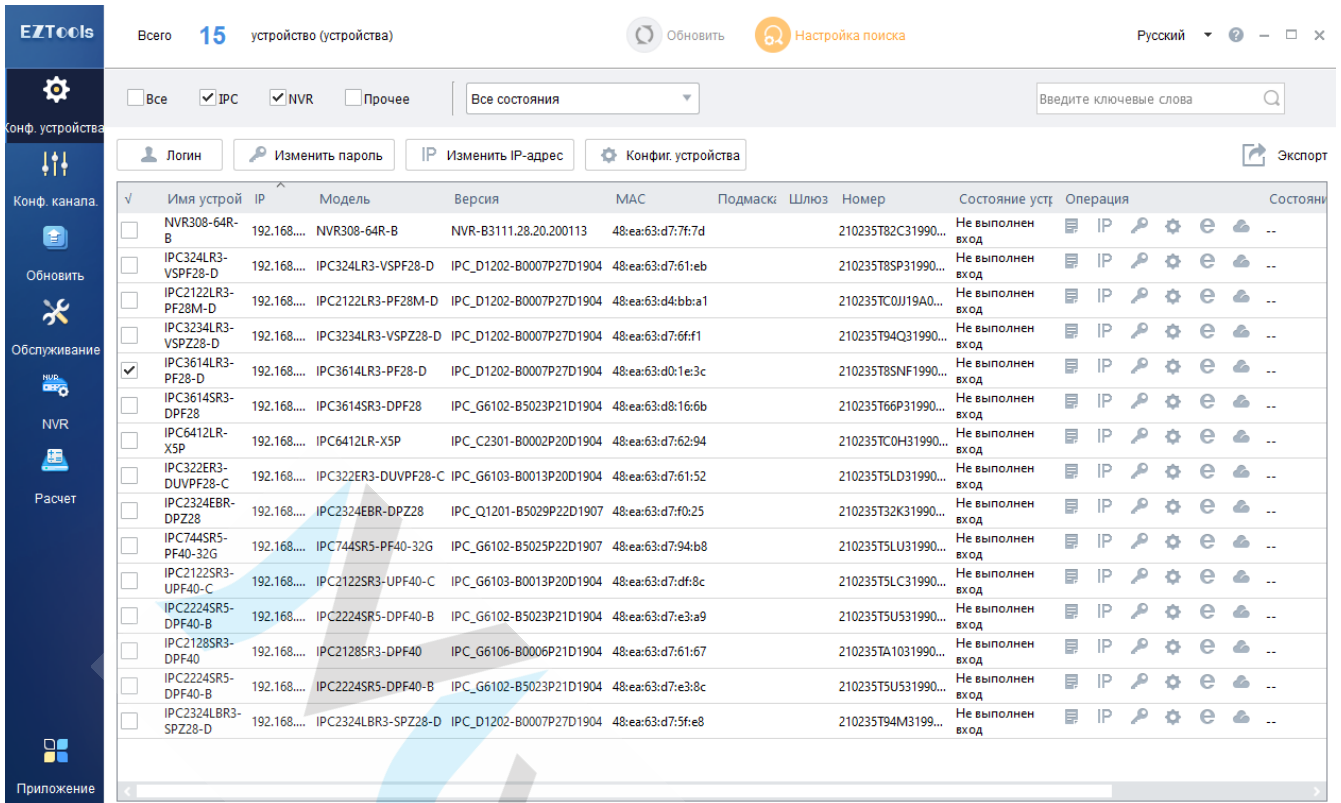 EZTools
Всего 15 устройство (устройства) Обновить Настройка поиска Русский
Все IPC NVR Прочее Все состояния Введите ключевые слова
Конф. устройства
Логин Изменить пароль IP Изменить IP-адрес Конфиг. устройства Экспорт
Конф. канала.
Обновить
Обслуживание
NVR
NVR
Расчет
Приложение
√ Имя устрой IP Модель Версия MAC Подмаска Шлюз Номер Состояние устр Операция Состояни
NVR308-64R-
B 192.168.... NVR308-64R-B NVR-B3111.28.20.200113 48:ea:63:d7:7f:7d 210235T82C31990... Не выполнен
вход IP --
IPC324LR3-
VSPF28-D 192.168.... IPC324LR3-VSPF28-D IPC_D1202-B0007P27D1904 48:ea:63:d7:61:eb 210235T8SP31990... Не выполнен
вход IP --
IPC2122LR3-
PF28M-D 192.168.... IPC2122LR3-PF28M-D IPC_D1202-B0007P27D1904 48:ea:63:d4:bb:a1 210235TC0JJ19A0... Не выполнен
вход IP --
IPC3234LR3-
VSPZ28-D 192.168.... IPC3234LR3-VSPZ28-D IPC_D1202-B0007P27D1904 48:ea:63:d7:6f:f1 210235T94Q31990... Не выполнен
вход IP --
IPC3614LR3-
PF28-D 192.168.... IPC3614LR3-PF28-D IPC_D1202-B0007P27D1904 48:ea:63:d0:1e:3c 210235T8SNF1990... Не выполнен
вход IP --
IPC3614SR3-
DPF28 192.168.... IPC3614SR3-DPF28 IPC_G6102-B5023P21D1904 48:ea:63:d8:16:6b 210235T66P31990... Не выполнен
вход IP --
IPC6412LR-
X5P 192.168.... IPC6412LR-X5P IPC_C2301-B0002P20D1904 48:ea:63:d7:62:94 210235TC0H31990... Не выполнен
вход IP --
IPC322ER3-
DUVPF28-C 192.168.... IPC322ER3-DUVPF28-C IPC_G6103-B0013P20D1904 48:ea:63:d7:61:52 210235T5LD31990... Не выполнен
вход IP --
IPC2324EBR-
DPZ28 192.168.... IPC2324EBR-DPZ28 IPC_Q1201-B5029P22D1907 48:ea:63:d7:f0:25 210235T32K31990... Не выполнен
вход IP --
IPC744SR5-
PF40-32G 192.168.... IPC744SR5-PF40-32G IPC_G6102-B5025P22D1907 48:ea:63:d7:94:b8 210235T5LU31990... Не выполнен
вход IP --
IPC2122SR3-
UPF40-C 192.168.... IPC2122SR3-UPF40-C IPC_G6103-B0013P20D1904 48:ea:63:d7:df:8c 210235T5LC31990... Не выполнен
вход IP --
IPC2224SR5-
DPF40-B 192.168.... IPC2224SR5-DPF40-B IPC_G6102-B5023P21D1904 48:ea:63:d7:e3:a9 210235T5U531990... Не выполнен
вход IP --
IPC2128SR3-
DPF40 192.168.... IPC2128SR3-DPF40 IPC_G6106-B0006P21D1904 48:ea:63:d7:61:67 210235TA1031990... Не выполнен
вход IP --
IPC2224SR5-
DPF40-B 192.168.... IPC2224SR5-DPF40-B IPC_G6102-B5023P21D1904 48:ea:63:d7:e3:8c 210235T5U531990... Не выполнен
вход IP --
IPC2324LBR3-
SPZ28-D 192.168.... IPC2324LBR3-SPZ28-D IPC_D1202-B0007P27D1904 48:ea:63:d7:5f:e8 210235T94M3199... Не выполнен
вход IP --